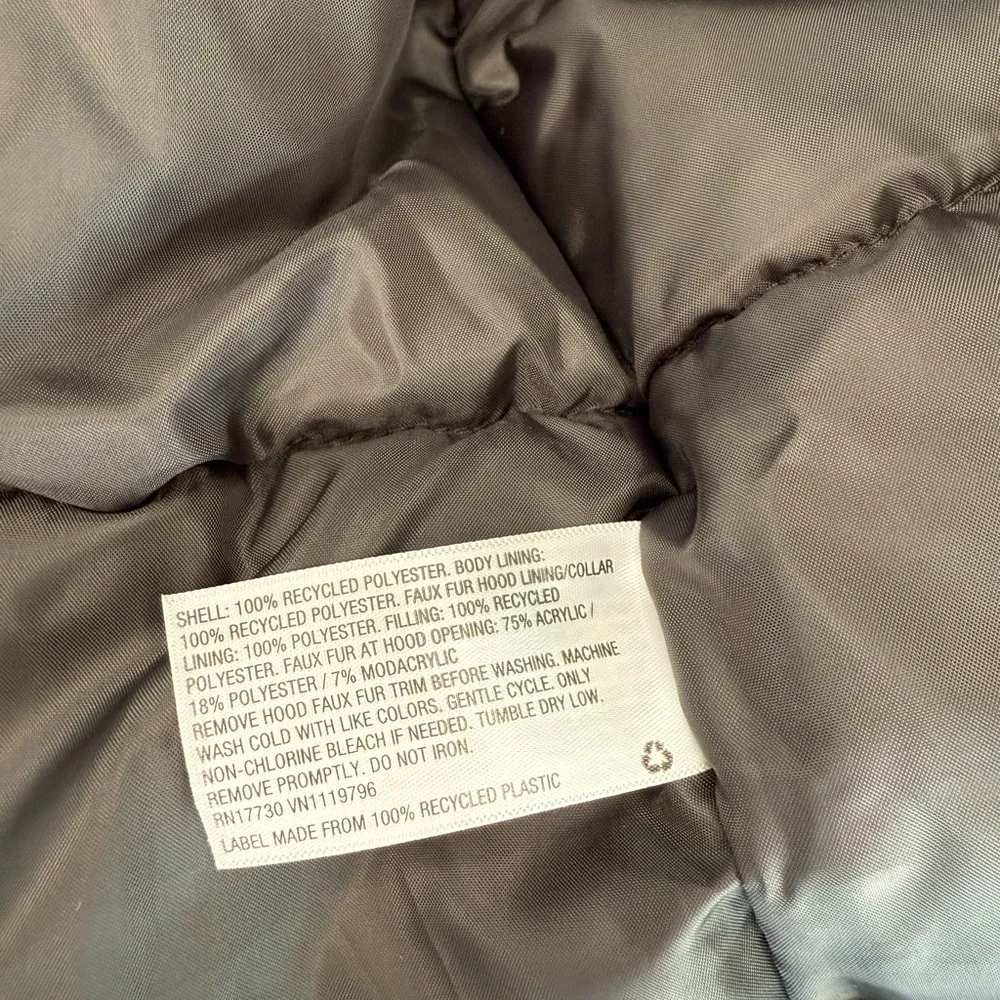 SHELL: 100% RECYCLED POLYESTER. BODY LINING:
100% RECYCLED POLYESTER. FAUX FUR HOOD LINING/COLLAR
LINING: 100% POLYESTER. FILLING: 100% RECYCLED
POLYESTER. FAUX FUR AT HOOD OPENING: 75% ACRYLIC /
18% POLYESTER / 7% MODACRYLIC
REMOVE HOOD FAUX FUR TRIM BEFORE WASHING. MACHINE
WASH COLD WITH LIKE COLORS. GENTLE CYCLE. ONLY
NON-CHLORINE BLEACH IF NEEDED. TUMBLE DRY LOW.
REMOVE PROMPTLY. DO NOT IRON.
RN17730 VN1119796
LABEL MADE FROM 100% RECYCLED PLASTIC